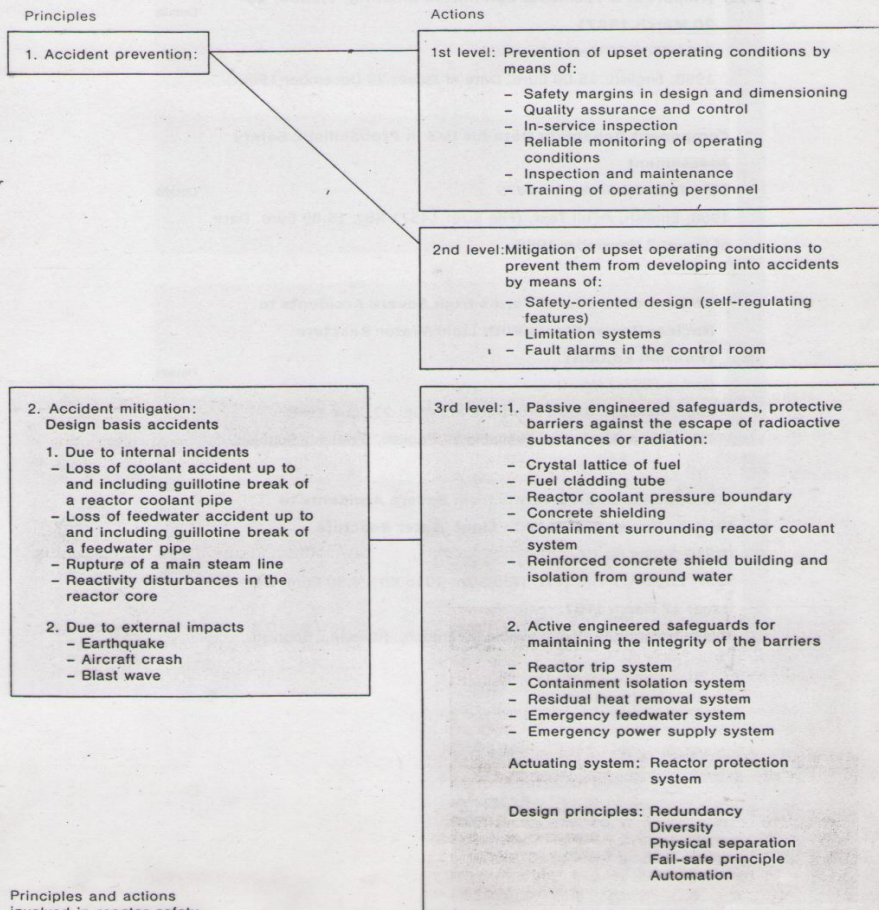 Principles
Actions
1. Accident prevention:
1st level: Prevention of upset operating conditions by
means of:
– Safety margins in design and dimensioning
– Quality assurance and control
– In-service inspection
– Reliable monitoring of operating
conditions
– Inspection and maintenance
– Training of operating personnel
2nd level:Mitigation of upset operating conditions to
prevent them from developing into accidents
by means of:
– Safety-oriented design (self-regulating
features)
– Limitation systems
– Fault alarms in the control room
2. Accident mitigation:
Design basis accidents
1. Due to internal incidents
– Loss of coolant accident up to
and including guillotine break of
a reactor coolant pipe
– Loss of feedwater accident up to
and including guillotine break of
a feedwater pipe
– Rupture of a main steam line
– Reactivity disturbances in the
reactor core
2. Due to external impacts
– Earthquake
– Aircraft crash
– Blast wave
3rd level: 1. Passive engineered safeguards, protective
barriers against the escape of radioactive
substances or radiation:
– Crystal lattice of fuel
– Fuel cladding tube
– Reactor coolant pressure boundary
– Concrete shielding
– Containment surrounding reactor coolant
system
– Reinforced concrete shield building and
isolation from ground water
2. Active engineered safeguards for
maintaining the integrity of the barriers
– Reactor trip system
– Containment isolation system
– Residual heat removal system
– Emergency feedwater system
– Emergency power supply system
Actuating system: Reactor protection
system
Design principles: Redundancy
Diversity
Physical separation
Fail-safe principle
Automation
Principles and actions
involved in reactor safety